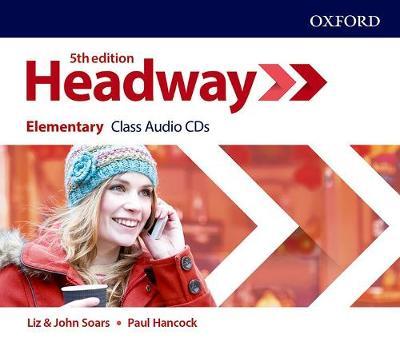 OXFORD
5th edition
Headway
Elementary Class Audio CDs
Liz & John Soars • Paul Hancock